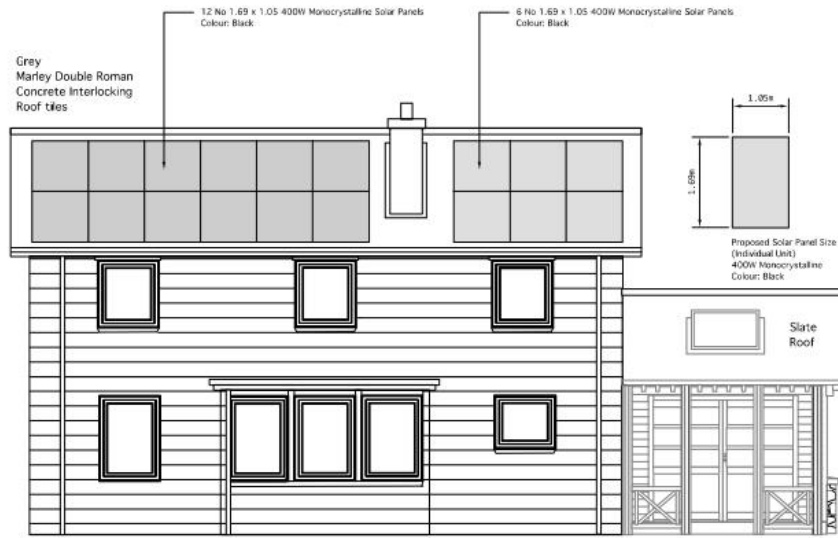 12 No 1.69 x 1.05 400W Monocrystalline Solar Panels
Colour: Black
6 No 1.69 x 1.05 400W Monocrystalline Solar Panels
Colour: Black
Grey
Marley Double Roman
Concrete Interlocking
Roof tiles
1.05m
1.69m
Proposed Solar Panel Size
(Individual Unit)
400W Monocrystalline
Colour: Black
Slate
Roof